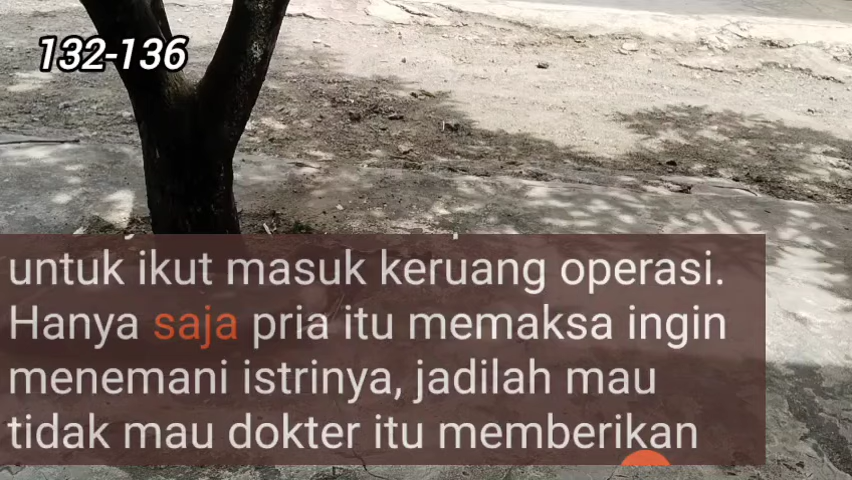 132-136
untuk ikut masuk keruang operasi.
Hanya saja pria itu memaksa ingin
menemani istrinya, jadilah mau
tidak mau dokter itu memberikan